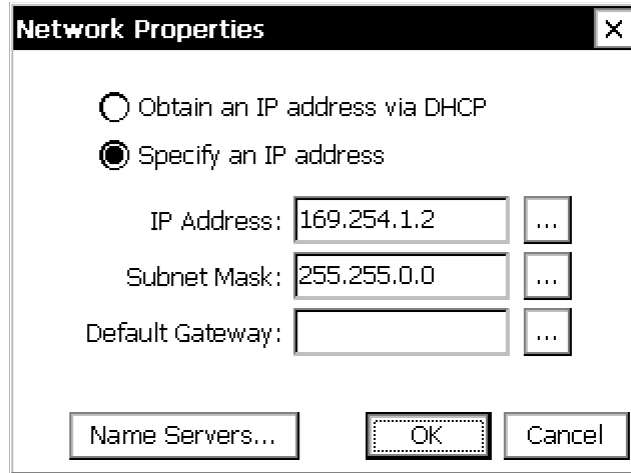 Network Properties
Obtain an IP address via DHCP
Specify an IP address
IP Address: 169.254.1.2 ...
Subnet Mask: 255.255.0.0 ...
Default Gateway: ...
Name Servers... OK Cancel